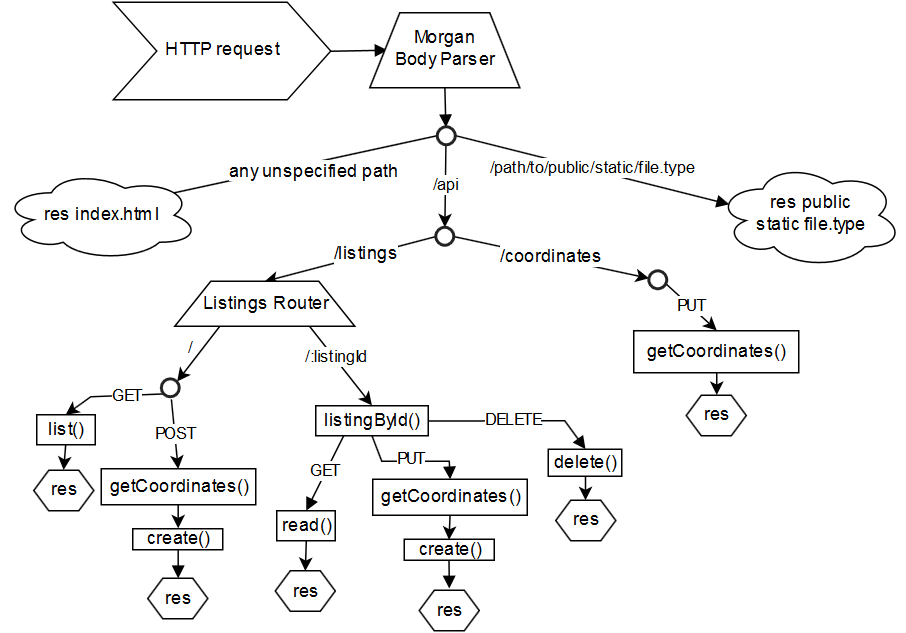 HTTP request
Morgan
Body Parser
any unspecified path
/api
/path/to/public/static/file.type
res index.html
res public
static file.type
/listings
/coordinates
Listings Router
PUT
getCoordinates()
res
/
/:listingId
GET
list()
res
POST
getCoordinates()
create()
res
listingById()
GET
read()
res
PUT
getCoordinates()
create()
res
DELETE
delete()
res